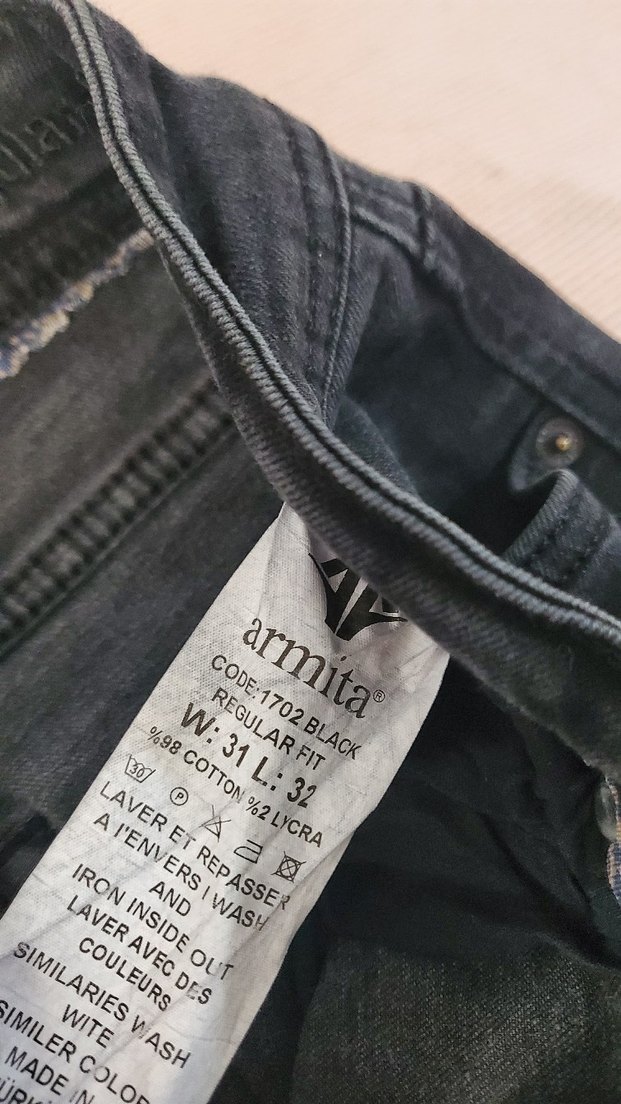 armita®
CODE:1702 BLACK
REGULAR FIT
W: 31 L: 32
%98 COTTON %2 LYCRA
30
P
LAVER ET REPASSER
A I'ENVERS I WASH
AND
IRON INSIDE OUT
LAVER AVEC DES
COULEURS
SIMILARIES WASH
WITE
SIMILER COLOR
MADE IN